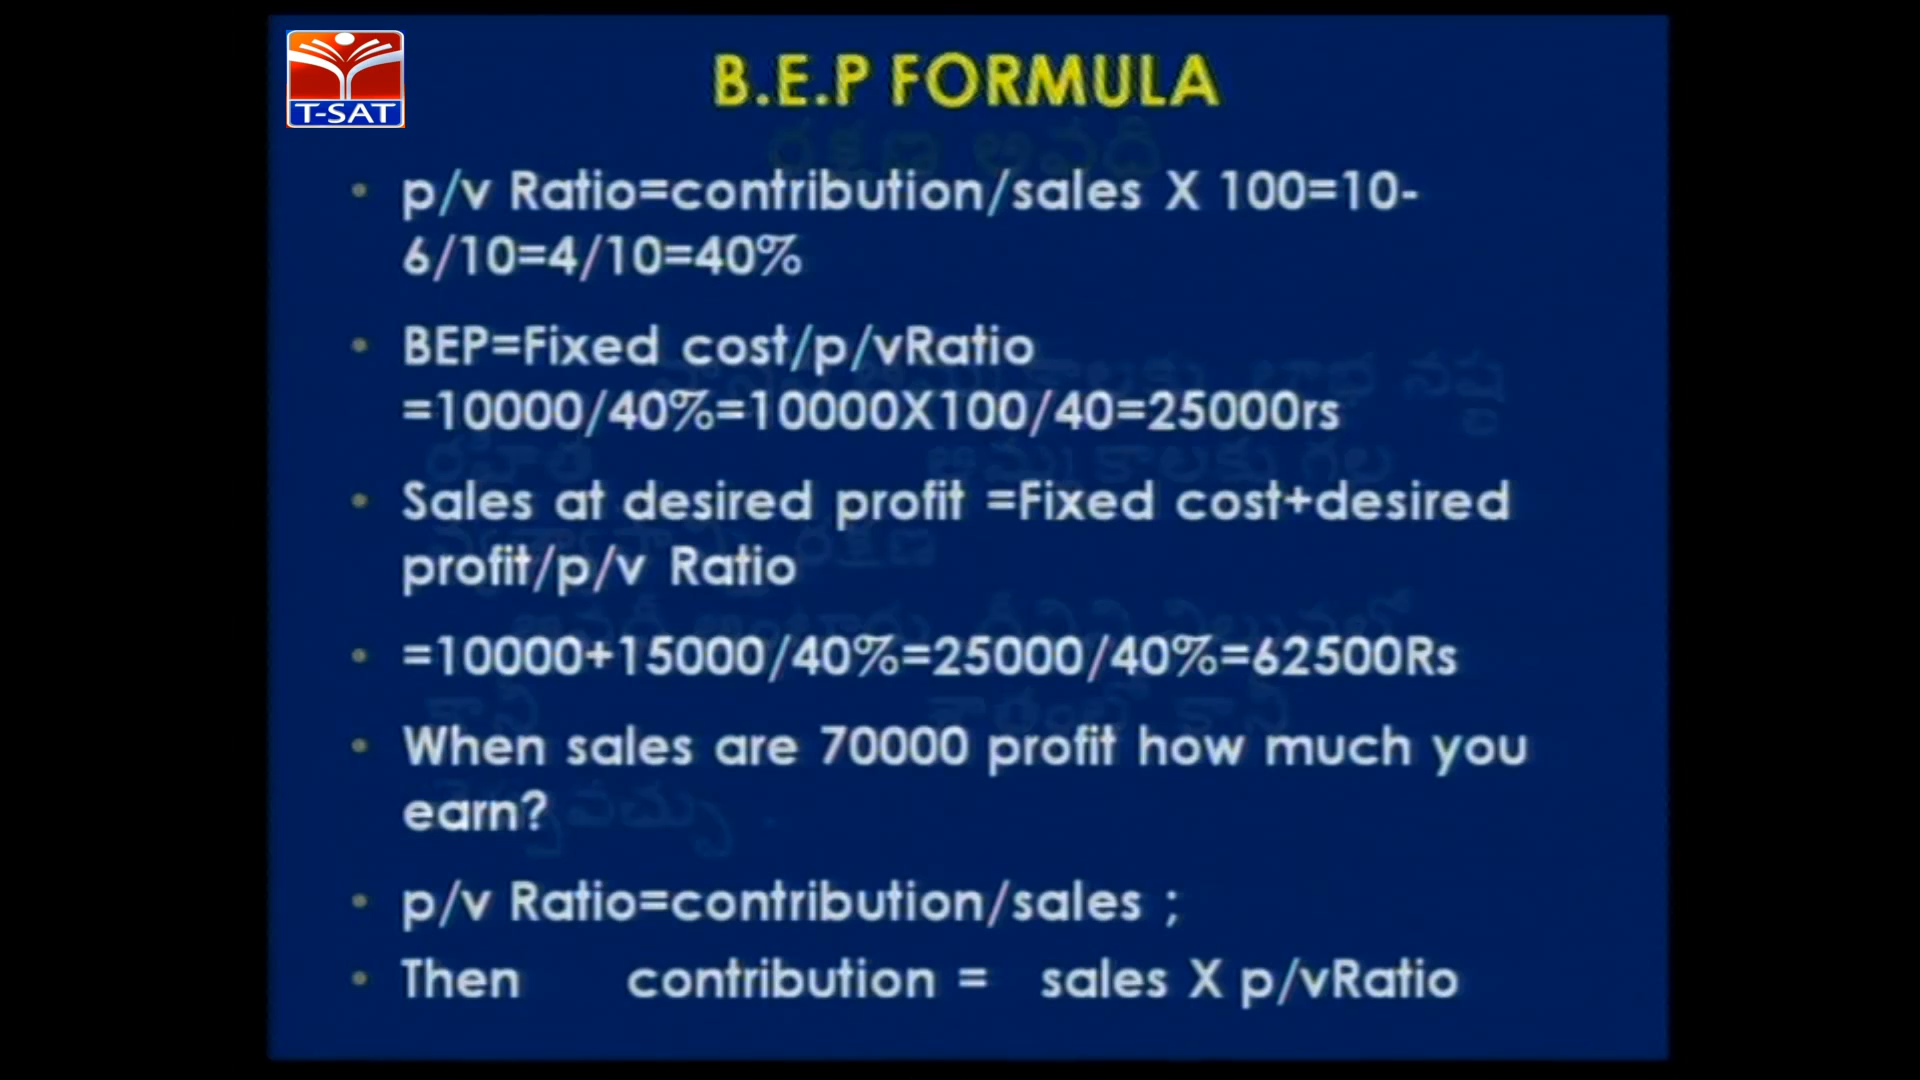 T-SAT
B.E.P FORMULA
• p/v Ratio=contribution/sales X 100=10-
6/10=4/10=40%
• BEP=Fixed cost/p/vRatio
=10000/40%=10000X100/40=25000rs
• Sales at desired profit =Fixed cost+desired
profit/p/v Ratio
• =10000+15000/40%=25000/40%=62500Rs
• When sales are 70000 profit how much you
earn?
• p/v Ratio=contribution/sales ;
• Then contribution = sales X p/vRatio